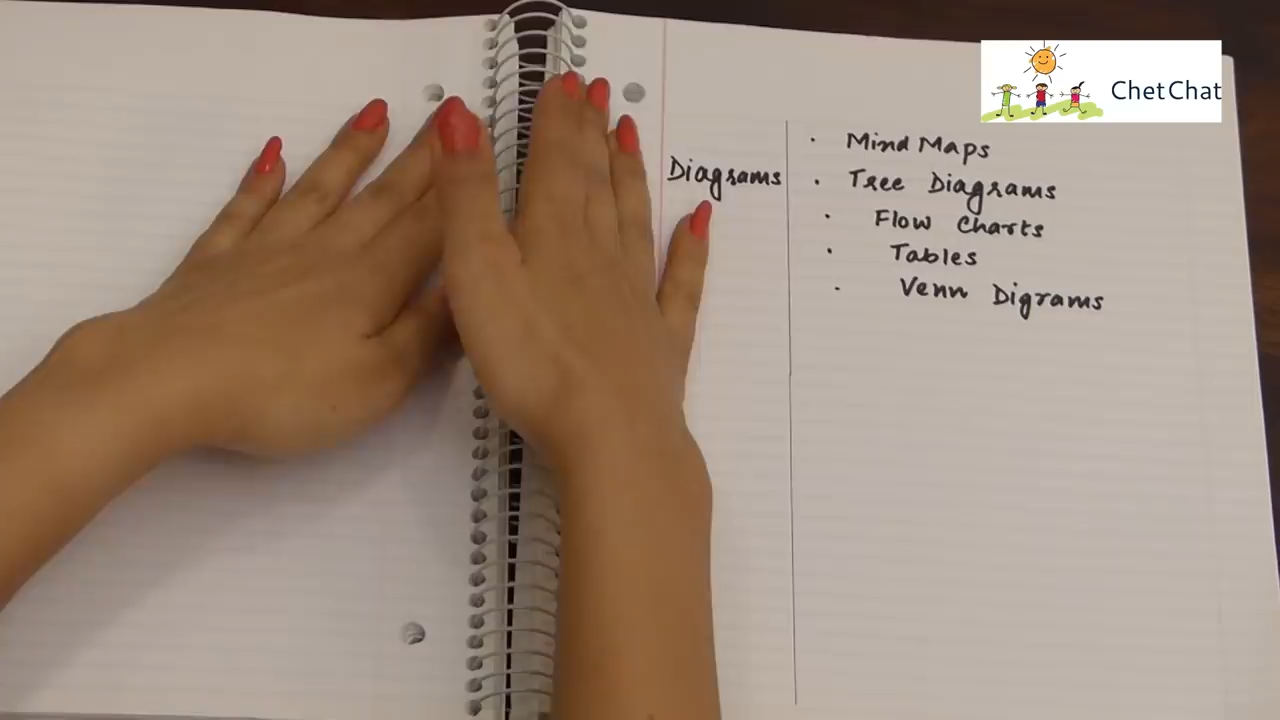 ChetChat
Diagrams
· Mind Maps
· Tree Diagrams
· Flow Charts
· Tables
· Venn Digrams